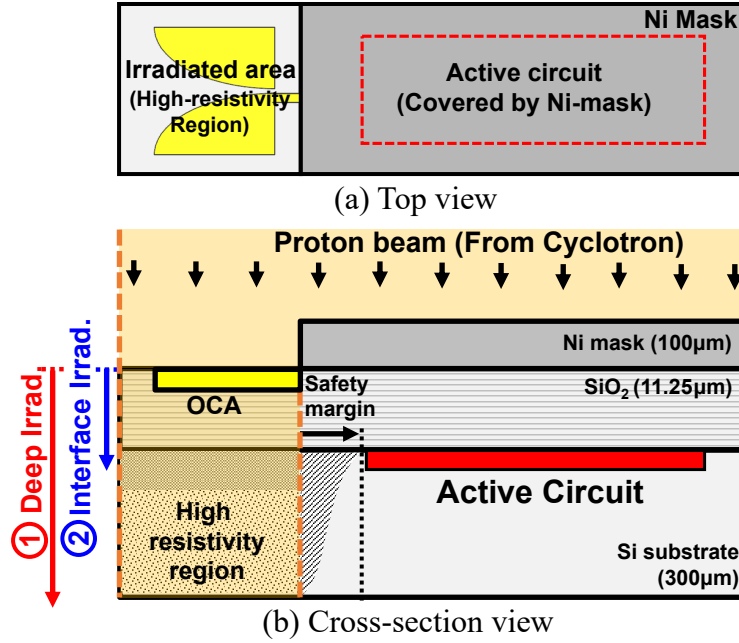 Ni Mask
Irradiated area
(High-resistivity
Region)
Active circuit
(Covered by Ni-mask)
(a) Top view
Proton beam (From Cyclotron)
Ni mask (100μm)
SiO₂ (11.25μm)
OCA
Safety
margin
① Deep Irrad.
② Interface Irrad.
Active Circuit
High
resistivity
region
Si substrate
(300μm)
(b) Cross-section view